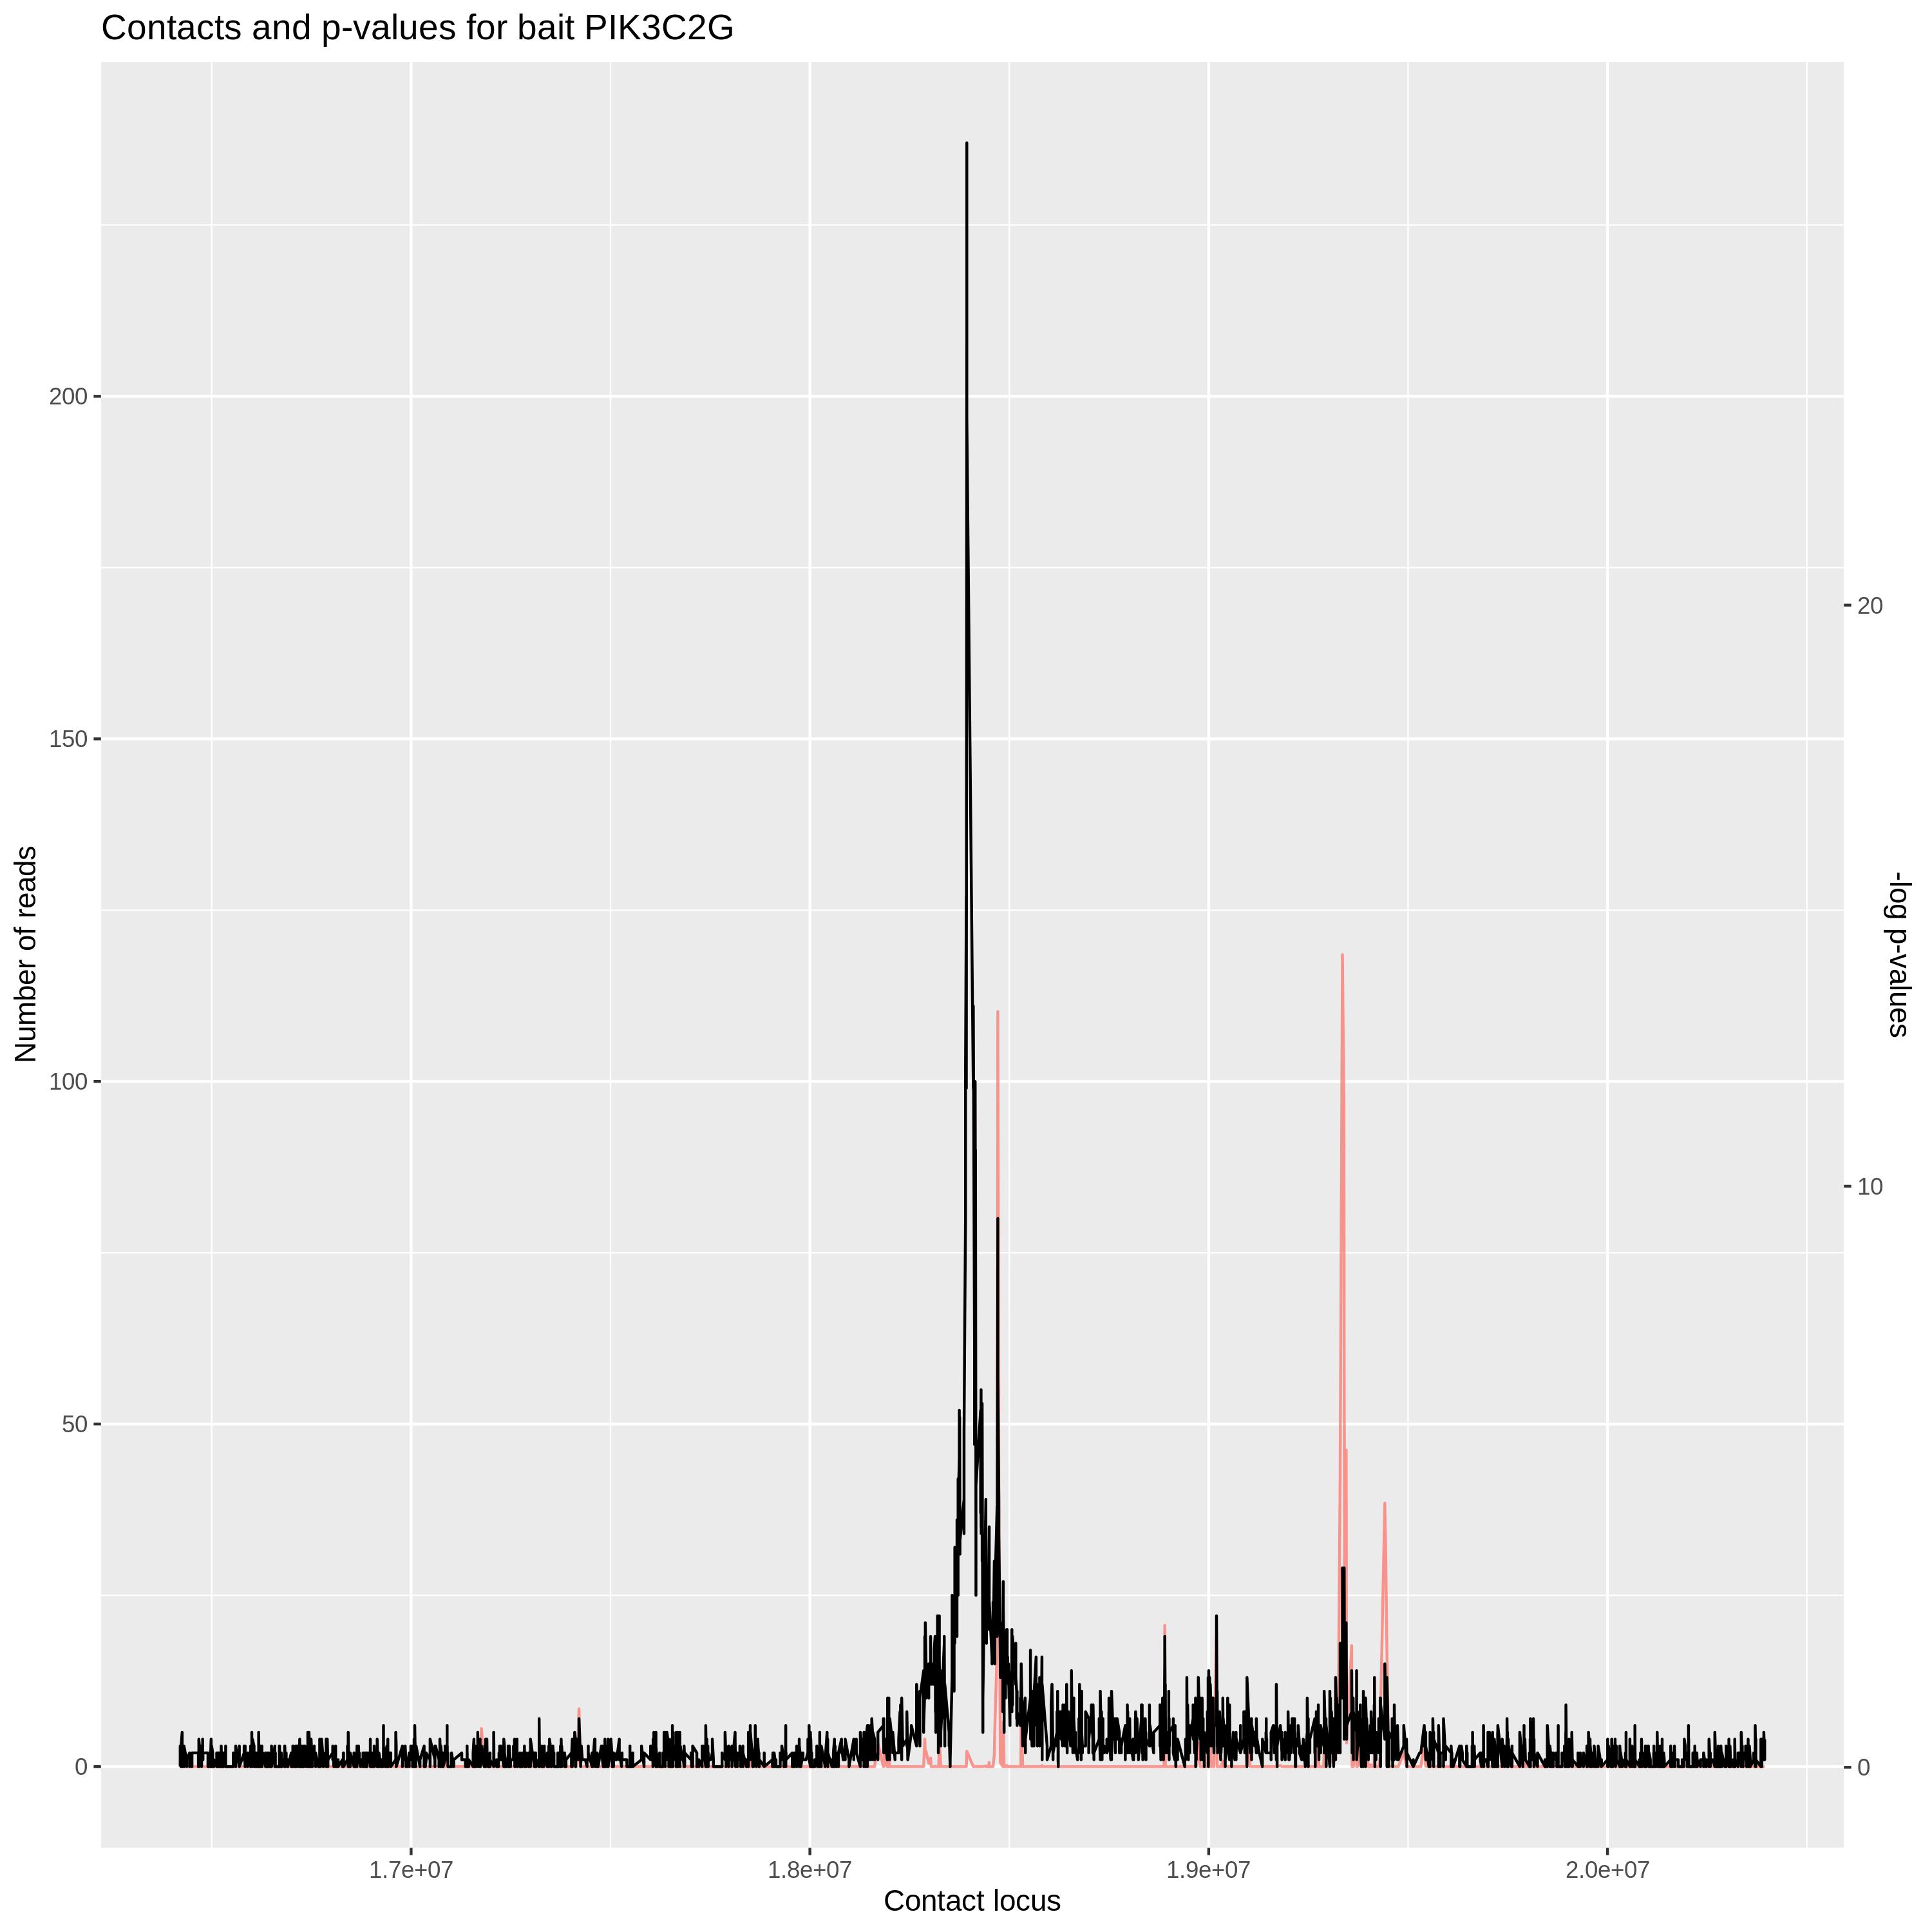 Contacts and p-values for bait PIK3C2G
Number of reads
200
150
100
50
0
20
10
0
-log p-values
1.7e+07
1.8e+07
1.9e+07
2.0e+07
Contact locus